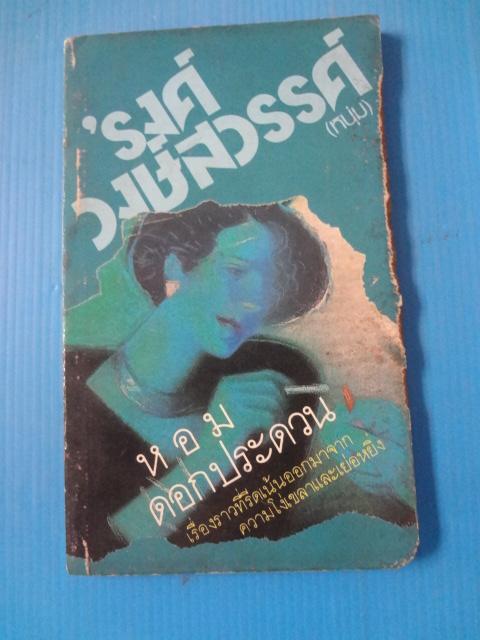 'รงค์
วงษ์สวรรค์
(หนุ่ม)
หอม
ดอกประดวน
เรื่องราวที่รีดเน้นออกมาจาก
ความโง่เขลาและเย่อหยิ่ง